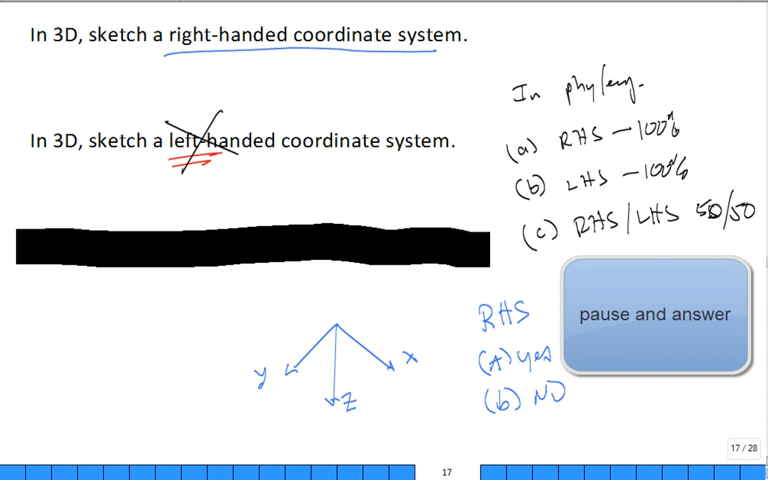 In 3D, sketch a right-handed coordinate system.
In phy/eng.
(a) RHS - 100%
In 3D, sketch a left-handed coordinate system.
(b) LHS - 100%
(c) RHS/LHS 50/50
RHS
pause and answer
(A) yes
(b) NO
y
x
z
17 / 28
17